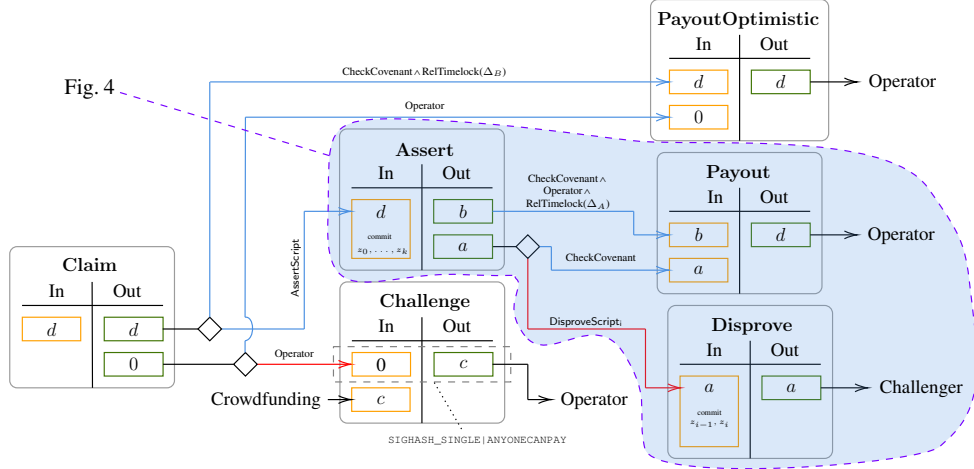 PayoutOptimistic
In Out
CheckCovenant ∧ RelTimelock(Δ_B)
d d Operator
Fig. 4
Operator
0
Assert
In Out
CheckCovenant ∧
Operator ∧
RelTimelock(Δ_A)
Payout
In Out
d
commit
z_0, . . . , z_k
b
b d Operator
a
CheckCovenant
a
AssertScript
Claim
In Out
d d
0
Challenge
In Out
Operator
0 c
Crowdfunding c Operator
SIGHASH_SINGLE|ANYONECANPAY
DisproveScript_i
Disprove
In Out
a a Challenger
commit
z_{i−1}, z_i